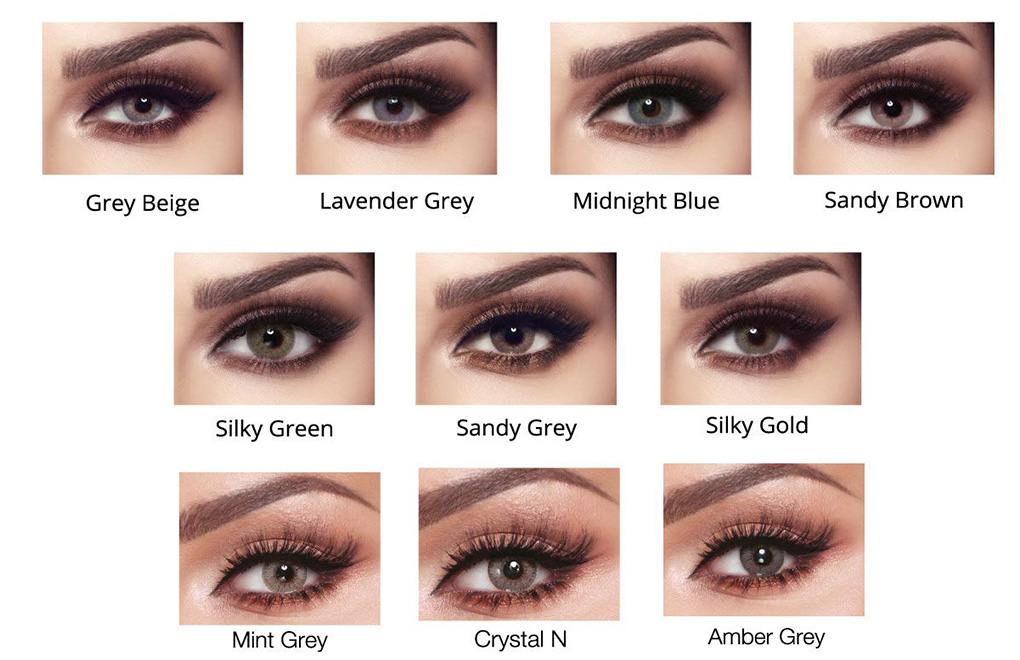 Grey Beige
Lavender Grey
Midnight Blue
Sandy Brown
Silky Green
Sandy Grey
Silky Gold
Mint Grey
Crystal N
Amber Grey